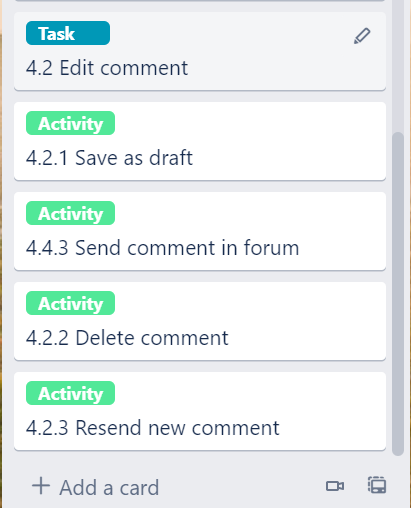 Task
4.2 Edit comment
Activity
4.2.1 Save as draft
Activity
4.4.3 Send comment in forum
Activity
4.2.2 Delete comment
Activity
4.2.3 Resend new comment
+ Add a card